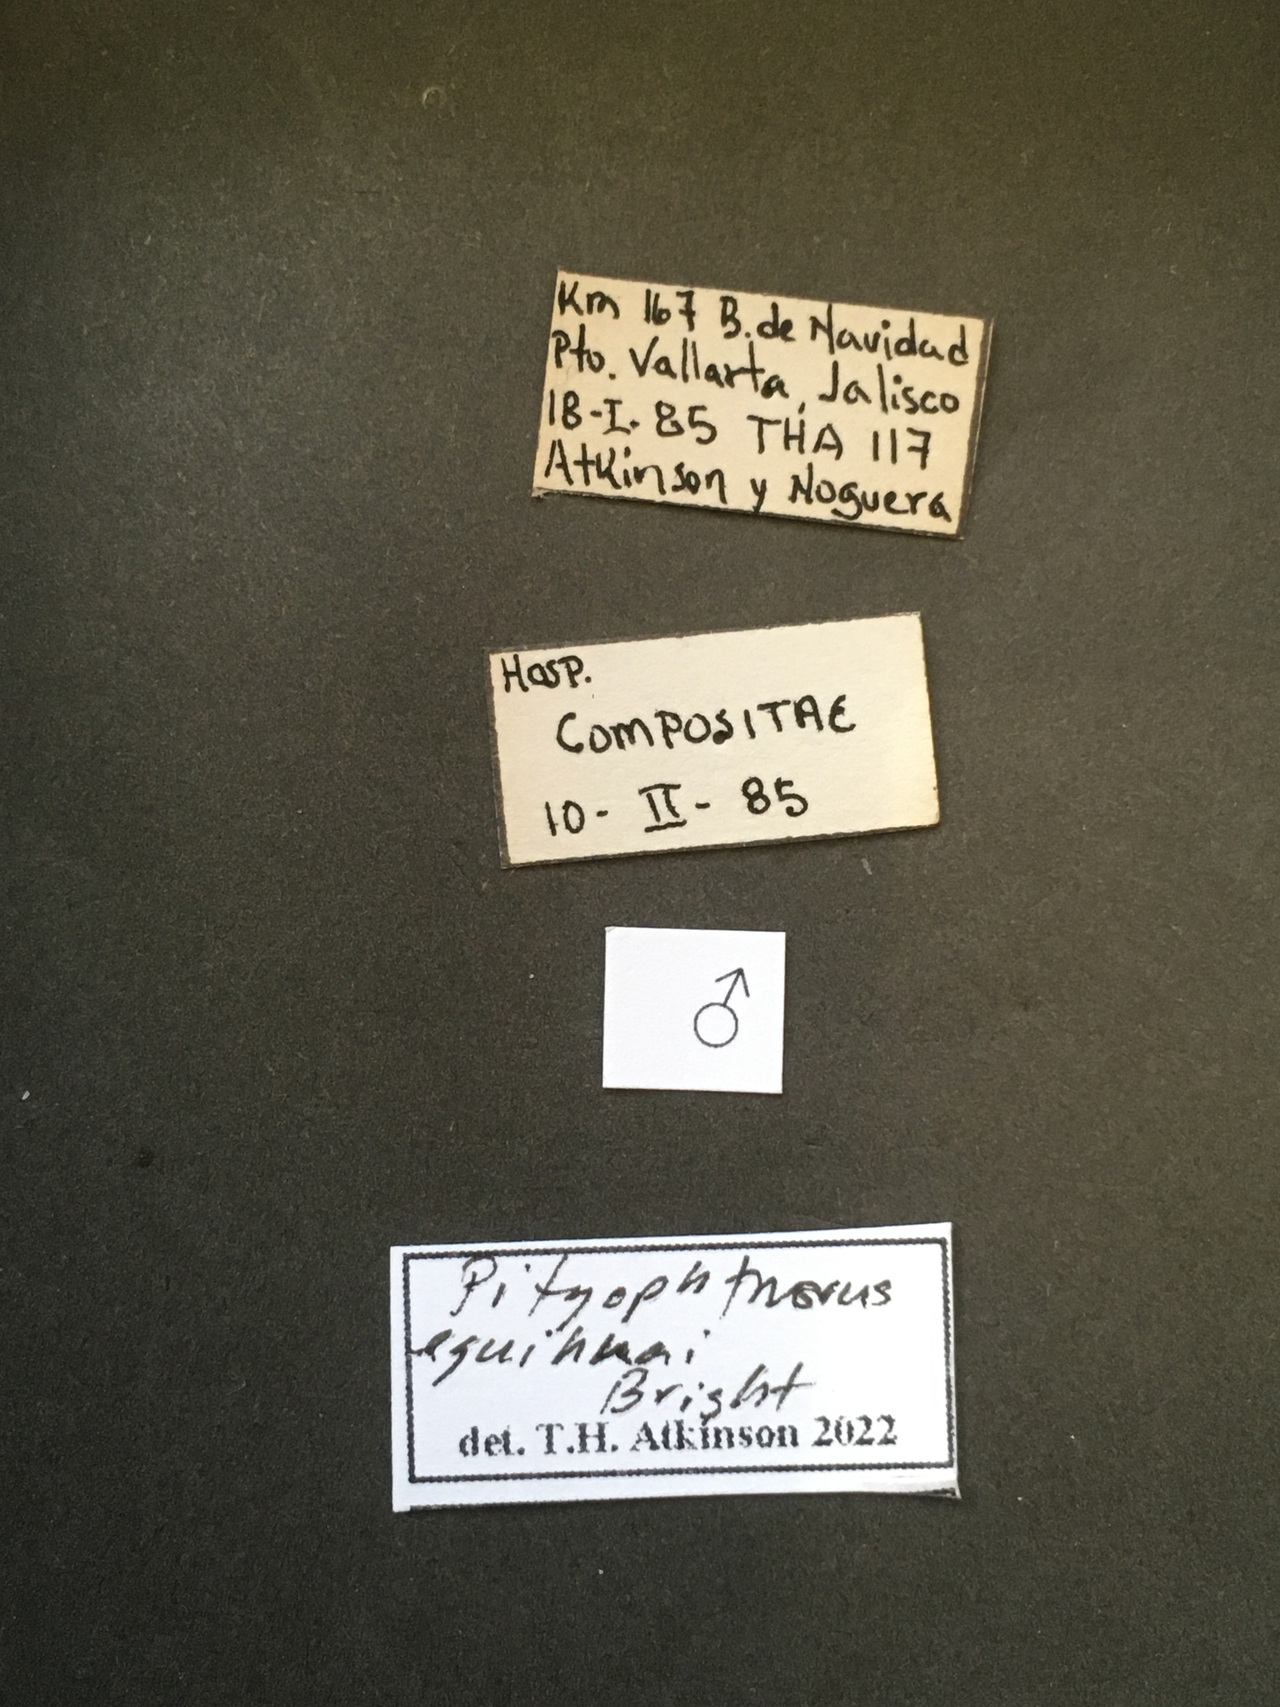 Km 167 B. de Navidad
Pto. Vallarta, Jalisco
18-I-85 THA 117
Atkinson y Noguera
Hosp.
COMPOSITAE
10-II-85
♂
Pityophthorus
equihuai
Bright
det. T.H. Atkinson 2022